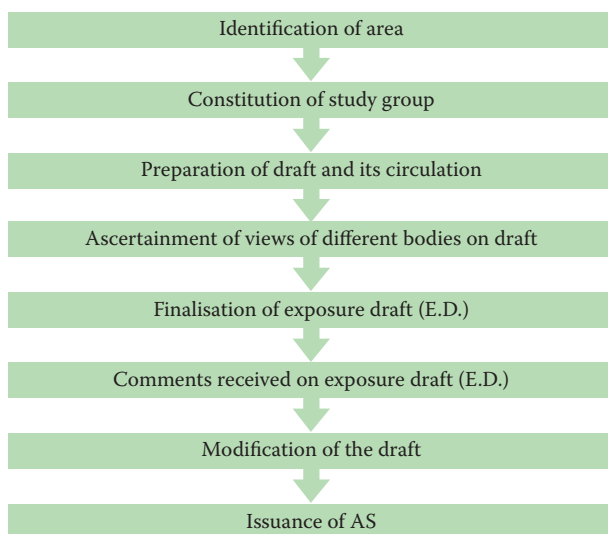 Identification of area
Constitution of study group
Preparation of draft and its circulation
Ascertainment of views of different bodies on draft
Finalisation of exposure draft (E.D.)
Comments received on exposure draft (E.D.)
Modification of the draft
Issuance of AS